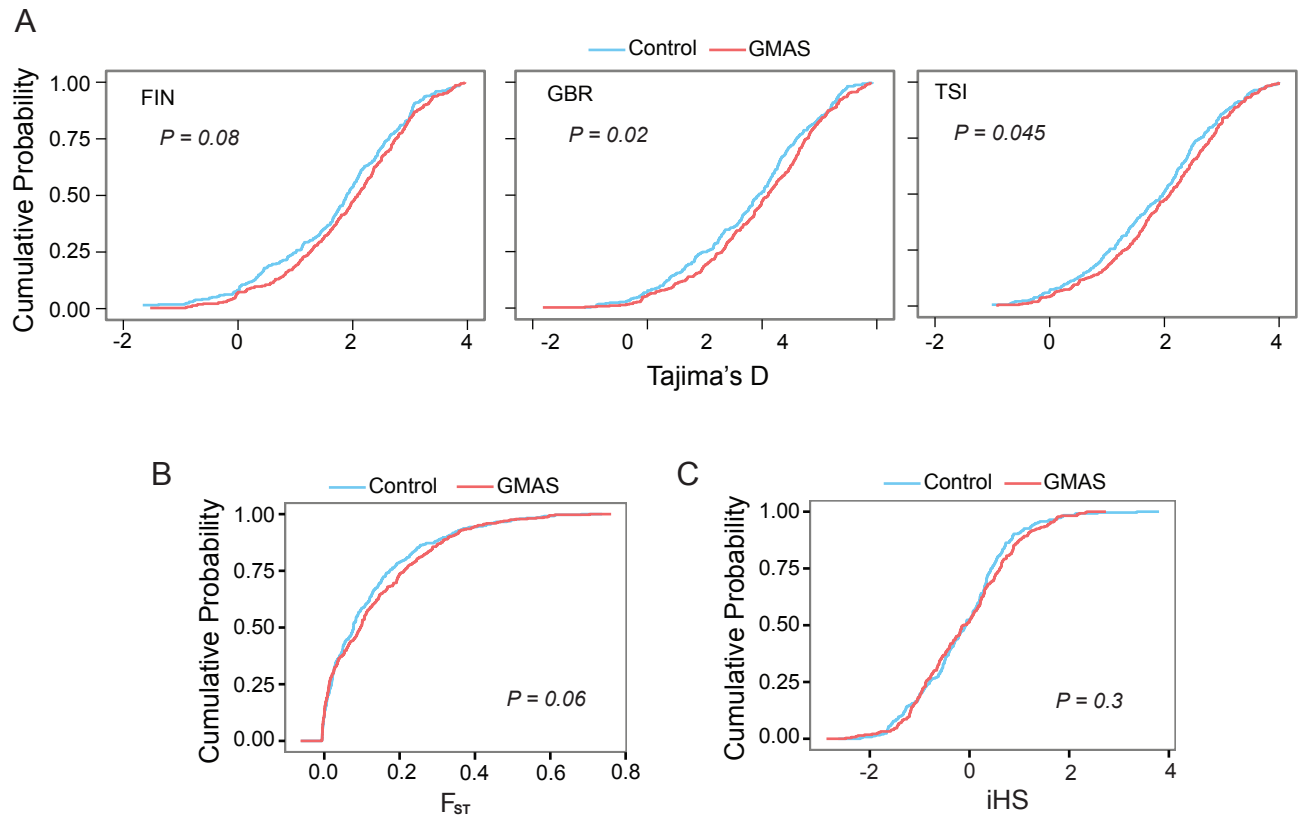 A
Control GMAS
Cumulative Probability
1.00
0.75
0.50
0.25
0.00
FIN
P = 0.08
-2 0 2 4
GBR
P = 0.02
-2 0 2 4
TSI
P = 0.045
-2 0 2 4
Tajima's D
B
Control GMAS
Cumulative Probability
1.00
0.75
0.50
0.25
0.00
P = 0.06
0.0 0.2 0.4 0.6 0.8
FST
C
Control GMAS
Cumulative Probability
1.00
0.75
0.50
0.25
0.00
P = 0.3
-2 0 2 4
iHS